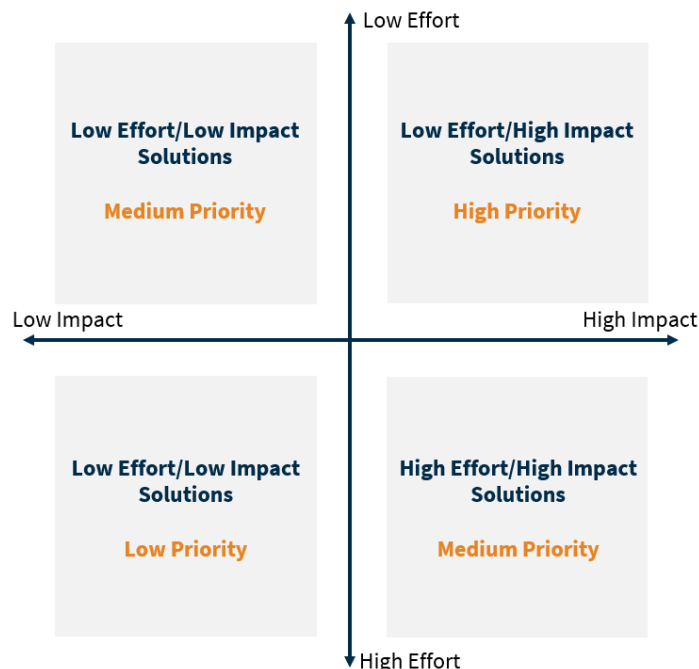 Low Effort
Low Effort/Low Impact
Solutions
Medium Priority
Low Effort/High Impact
Solutions
High Priority
Low Impact
High Impact
Low Effort/Low Impact
Solutions
Low Priority
High Effort/High Impact
Solutions
Medium Priority
High Effort